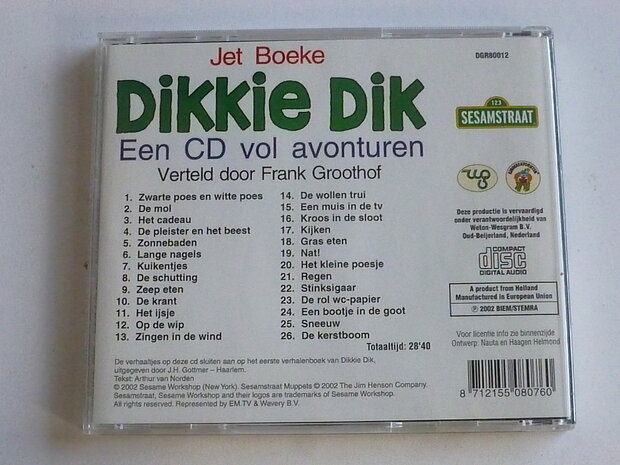 Jet Boeke
DGR80012
DIKKIE DIK
123
SESAMSTRAAT
Een CD vol avonturen
Verteld door Frank Groothof
1. Zwarte poes en witte poes
2. De mol
3. Het cadeau
4. De pleister en het beest
5. Zonnebaden
6. Lange nagels
7. Kuikentjes
8. De schutting
9. Zeep eten
10. De krant
11. Het ijsje
12. Op de wip
13. Zingen in de wind
14. De wollen trui
15. Een muis in de tv
16. Kroos in de sloot
17. Kijken
18. Gras eten
19. Nat!
20. Het kleine poesje
21. Regen
22. Stinksigaar
23. De rol wc-papier
24. Een bootje in de goot
25. Sneeuw
26. De kerstboom
Totaaltijd: 28'40
Deze productie is vervaardigd
onder verantwoordelijkheid van
Weton-Wesgram B.V.
Oud-Beijerland, Nederland
COMPACT
disc
DIGITAL AUDIO
A product from Holland
Manufactured in European Union
℗ 2002 BIEM/STEMRA
Voor licentie info zie binnenzijde
Ontwerp: Nauta en Haagen Helmond
De verhaaltjes op deze cd sluiten aan op het eerste verhalenboek van Dikkie Dik,
uitgegeven door J.H. Gottmer – Haarlem.
Tekst: Arthur van Norden
© 2002 Sesame Workshop (New York). Sesamstraat Muppets © 2002 The Jim Henson Company.
Sesamstraat, Sesame Workshop and their logos are trademarks of Sesame Workshop.
All rights reserved. Represented by EM.TV & Wavery B.V.
8 712155 080760